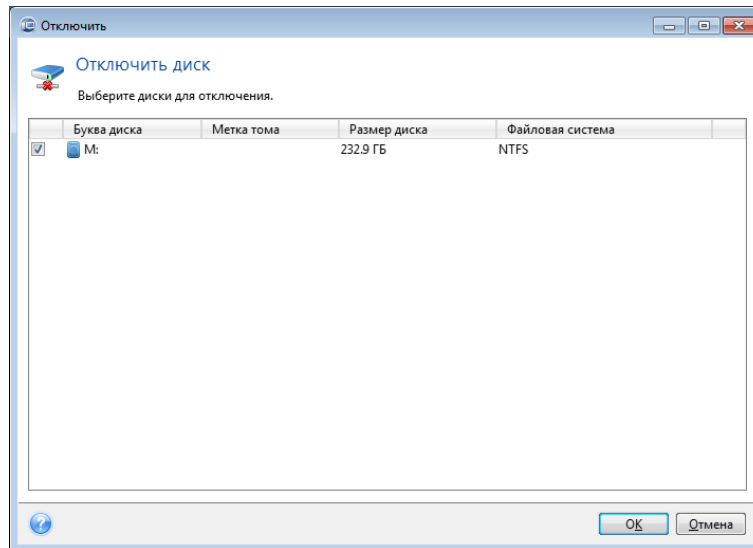 Отключить
Отключить диск
Выберите диски для отключения.
Буква диска Метка тома Размер диска Файловая система
M: 232.9 ГБ NTFS
? ОК Отмена